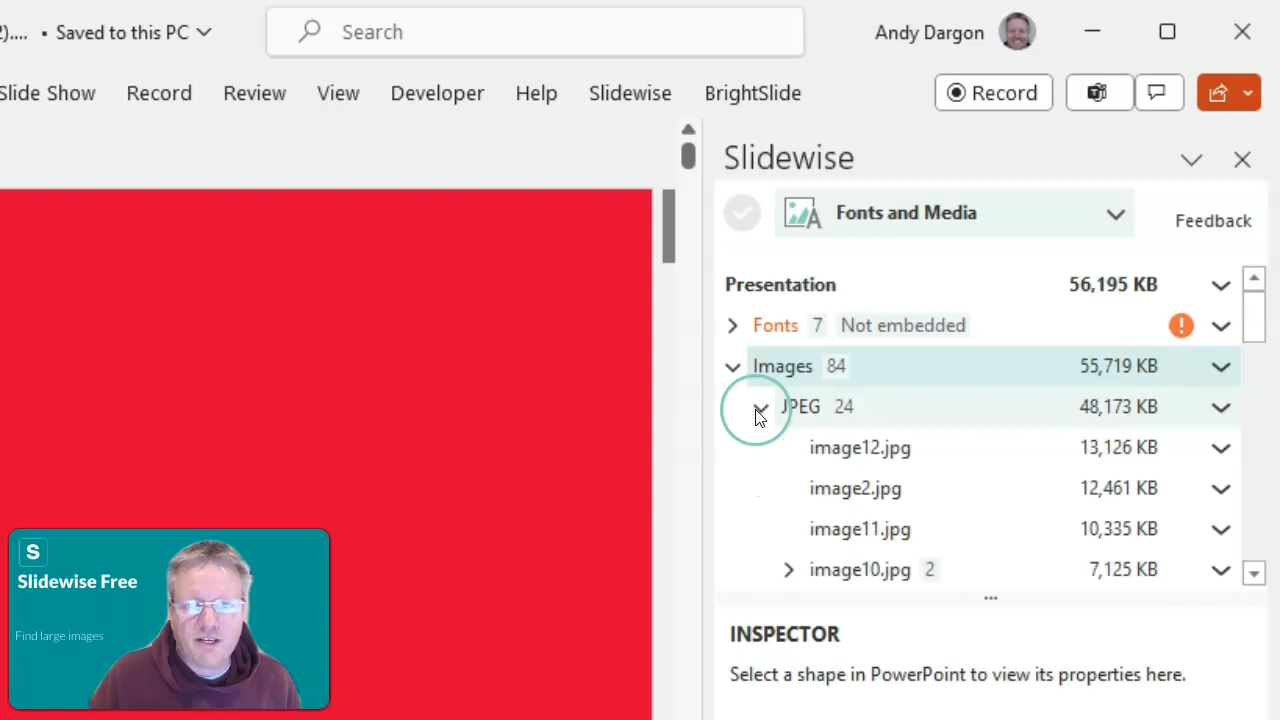 2).... • Saved to this PC
Search
Andy Dargon
Slide Show Record Review View Developer Help Slidewise BrightSlide
Record
Slidewise
Fonts and Media
Feedback
Presentation 56,195 KB
Fonts 7 Not embedded
Images 84 55,719 KB
JPEG 24 48,173 KB
image12.jpg 13,126 KB
image2.jpg 12,461 KB
image11.jpg 10,335 KB
image10.jpg 2 7,125 KB
...
INSPECTOR
Select a shape in PowerPoint to view its properties here.
S
Slidewise Free
Find large images